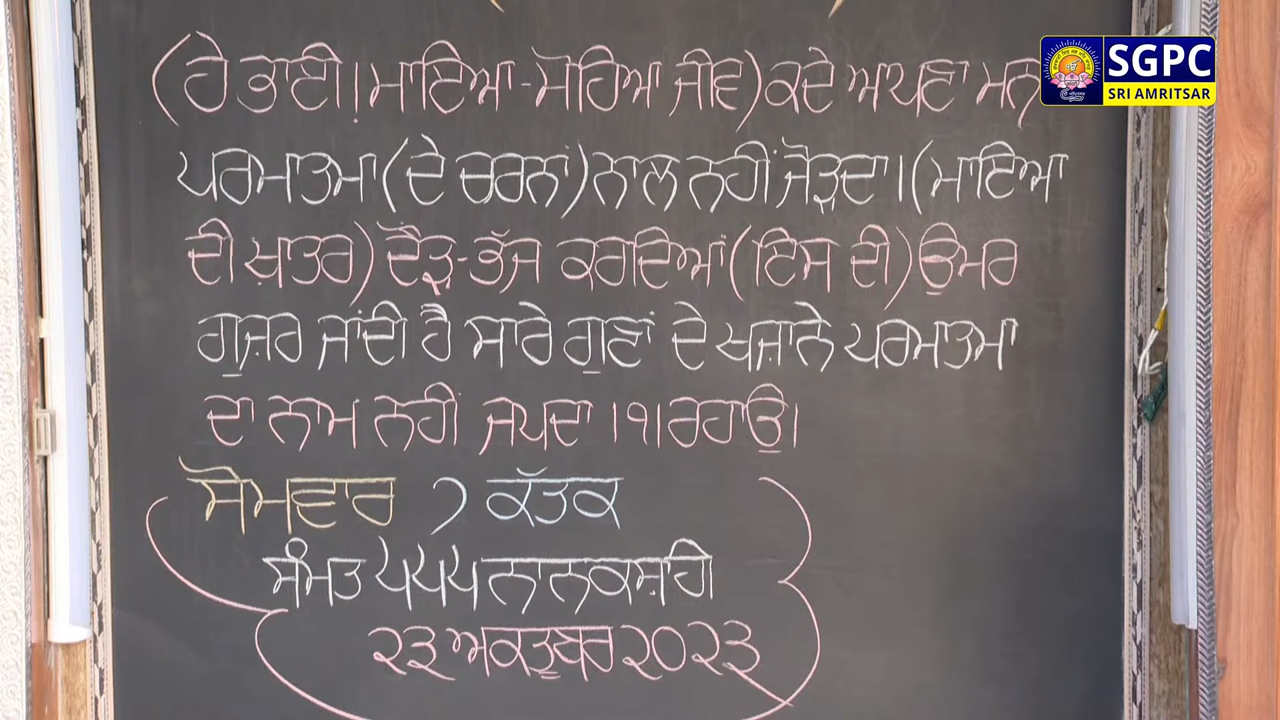 (ਹੇ ਭਾਈ! ਮਾਇਆ-ਮੋਹਿਆ ਜੀਵ) ਕਦੇ ਆਪਣਾ ਮਨ
ਪਰਮਾਤਮਾ (ਦੇ ਚਰਨਾਂ) ਨਾਲ ਨਹੀਂ ਜੋੜਦਾ। (ਮਾਇਆ
ਦੀ ਖ਼ਾਤਰ) ਦੌੜ-ਭੱਜ ਕਰਦਿਆਂ (ਇਸ ਦੀ) ਉਮਰ
ਗੁਜ਼ਰ ਜਾਂਦੀ ਹੈ ਸਾਰੇ ਗੁਣਾਂ ਦੇ ਖਜ਼ਾਨੇ ਪਰਮਾਤਮਾ
ਦਾ ਨਾਮ ਨਹੀਂ ਜਪਦਾ ।੧।ਰਹਾਉ।
ਸੋਮਵਾਰ ੭ ਕੱਤਕ
ਸੰਮਤ ੫੫੫ ਨਾਨਕਸ਼ਾਹੀ
੨੩ ਅਕਤੂਬਰ ੨੦੨੩
SGPC
SRI AMRITSAR